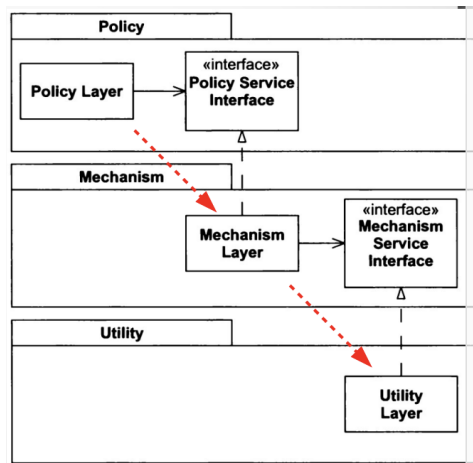 Policy
Policy Layer
«interface»
Policy Service
Interface
Mechanism
Mechanism
Layer
«interface»
Mechanism
Service
Interface
Utility
Utility
Layer